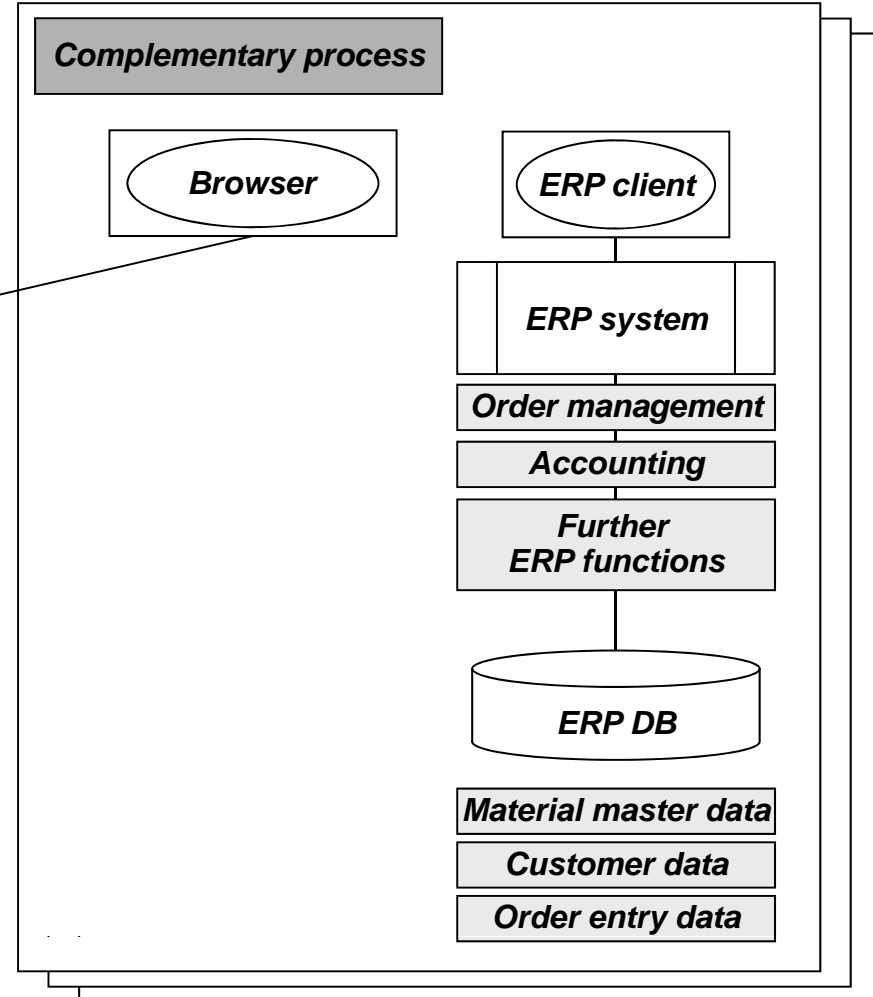 Complementary process
Browser
ERP client
ERP system
Order management
Accounting
Further
ERP functions
ERP DB
Material master data
Customer data
Order entry data